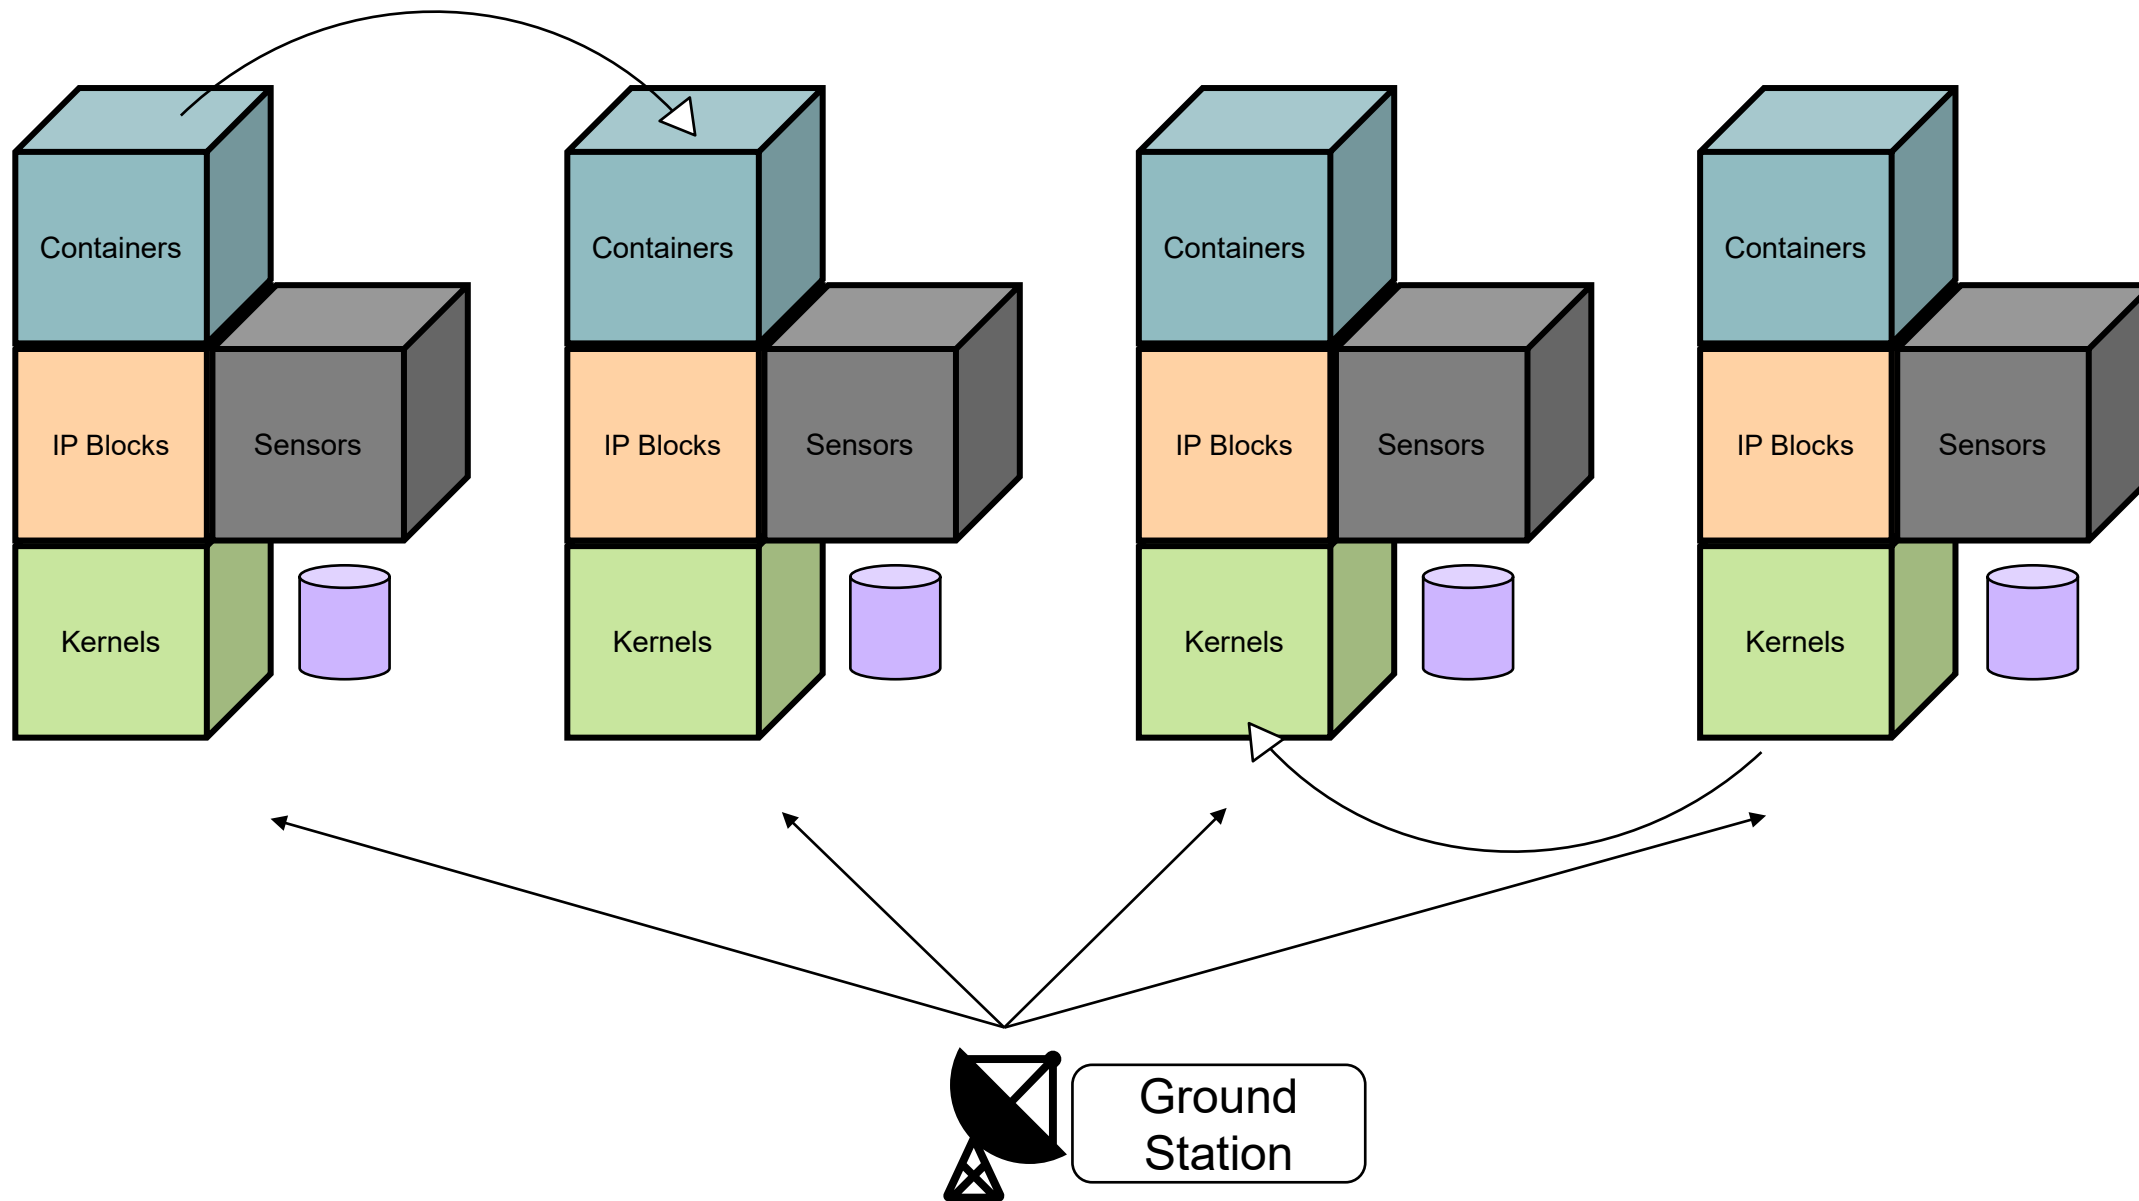 Containers
Containers
Containers
Containers
IP Blocks
Sensors
IP Blocks
Sensors
IP Blocks
Sensors
IP Blocks
Sensors
Kernels
Kernels
Kernels
Kernels
Ground
Station